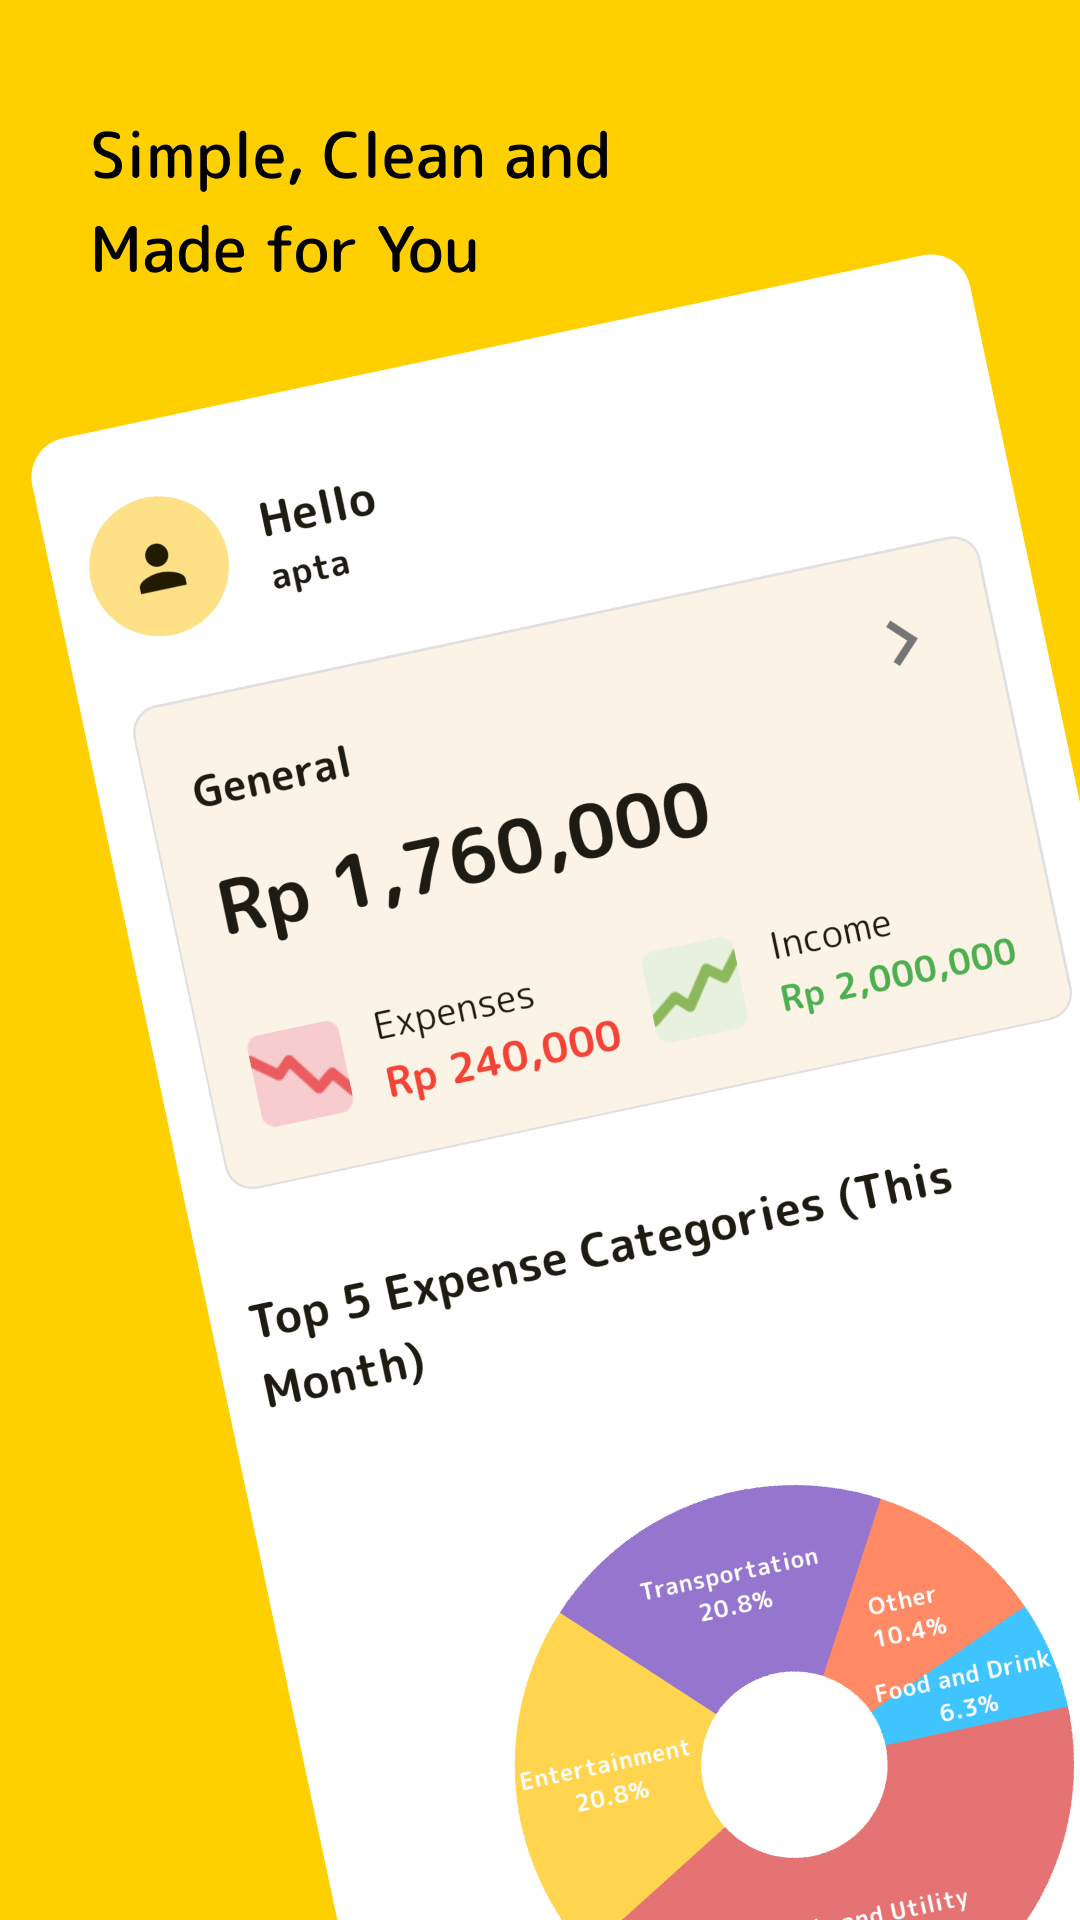 Simple, Clean and
Made for You
Hello
apta
General
Rp 1,760,000
Expenses
Rp 240,000
Income
Rp 2,000,000
Top 5 Expense Categories (This
Month)
Transportation
20.8%
Other
10.4%
Food and Drink
6.3%
Entertainment
20.8%
and Utility